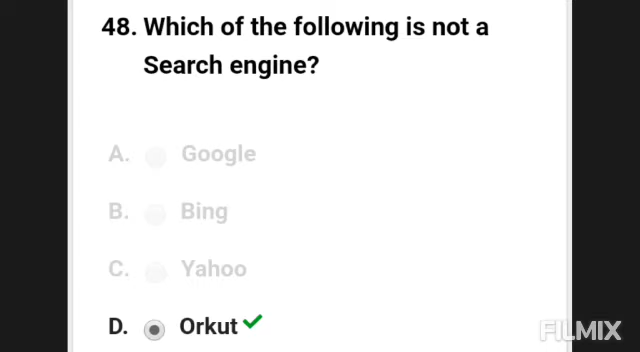 48. Which of the following is not a
Search engine?
A. Google
B. Bing
C. Yahoo
D. Orkut
FILMIX